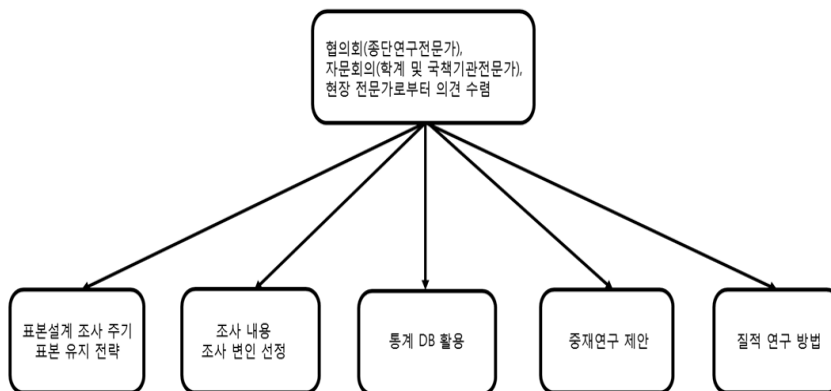 협의회(종단연구전문가),
자문회의(학계 및 국책기관전문가),
현장 전문가로부터 의견 수렴
표본설계 조사 주기
표본 유지 전략
조사 내용
조사 변인 선정
통계 DB 활용
중재연구 제안
질적 연구 방법